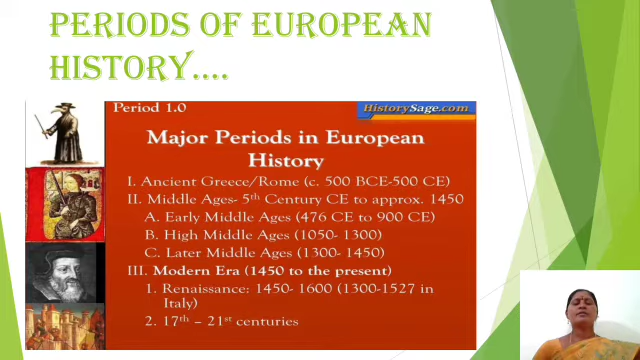 PERIODS OF EUROPEAN
HISTORY....
Period 1.0
HistorySage.com
Major Periods in European
History
I. Ancient Greece/Rome (c. 500 BCE-500 CE)
II. Middle Ages- 5th Century CE to approx. 1450
A. Early Middle Ages (476 CE to 900 CE)
B. High Middle Ages (1050- 1300)
C. Later Middle Ages (1300- 1450)
III. Modern Era (1450 to the present)
1. Renaissance: 1450- 1600 (1300-1527 in
Italy)
2. 17th – 21st centuries